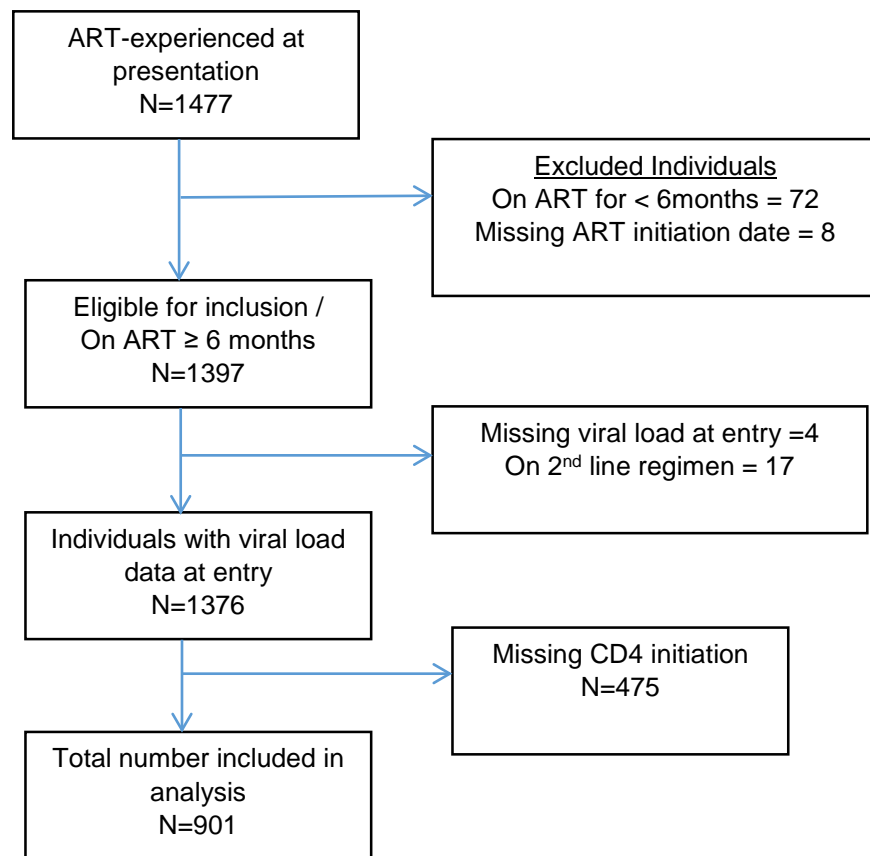 ART-experienced at
presentation
N=1477
Excluded Individuals
On ART for < 6months = 72
Missing ART initiation date = 8
Eligible for inclusion /
On ART ≥ 6 months
N=1397
Missing viral load at entry =4
On 2nd line regimen = 17
Individuals with viral load
data at entry
N=1376
Missing CD4 initiation
N=475
Total number included in
analysis
N=901